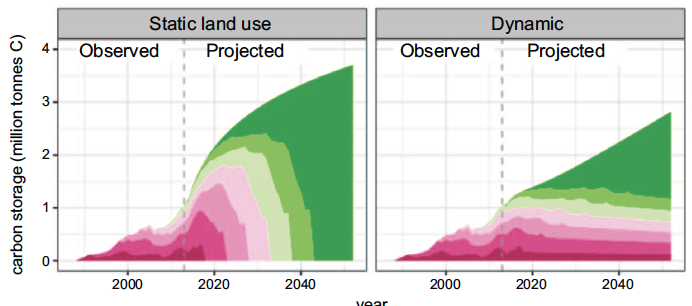 Static land use
Dynamic
carbon storage (million tonnes C)
4
3
2
1
0
Observed
Projected
Observed
Projected
2000
2020
2040
2000
2020
2040
year